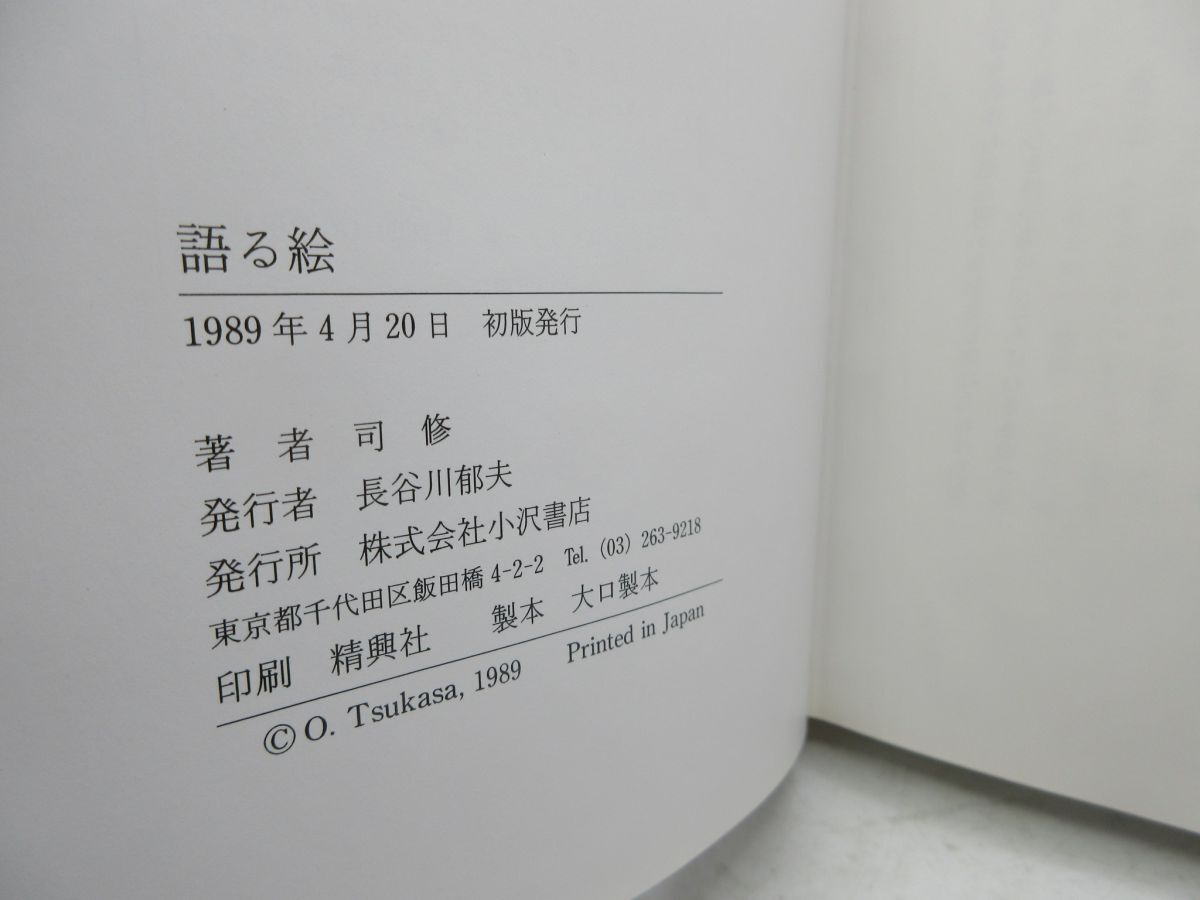 語る絵
1989年4月20日　初版発行
著　者　司　修
発行者　長谷川郁夫
発行所　株式会社小沢書店
東京都千代田区飯田橋4-2-2　Tel. (03) 263-9218
印刷　精興社　　製本　大口製本
©O. Tsukasa, 1989　Printed in Japan